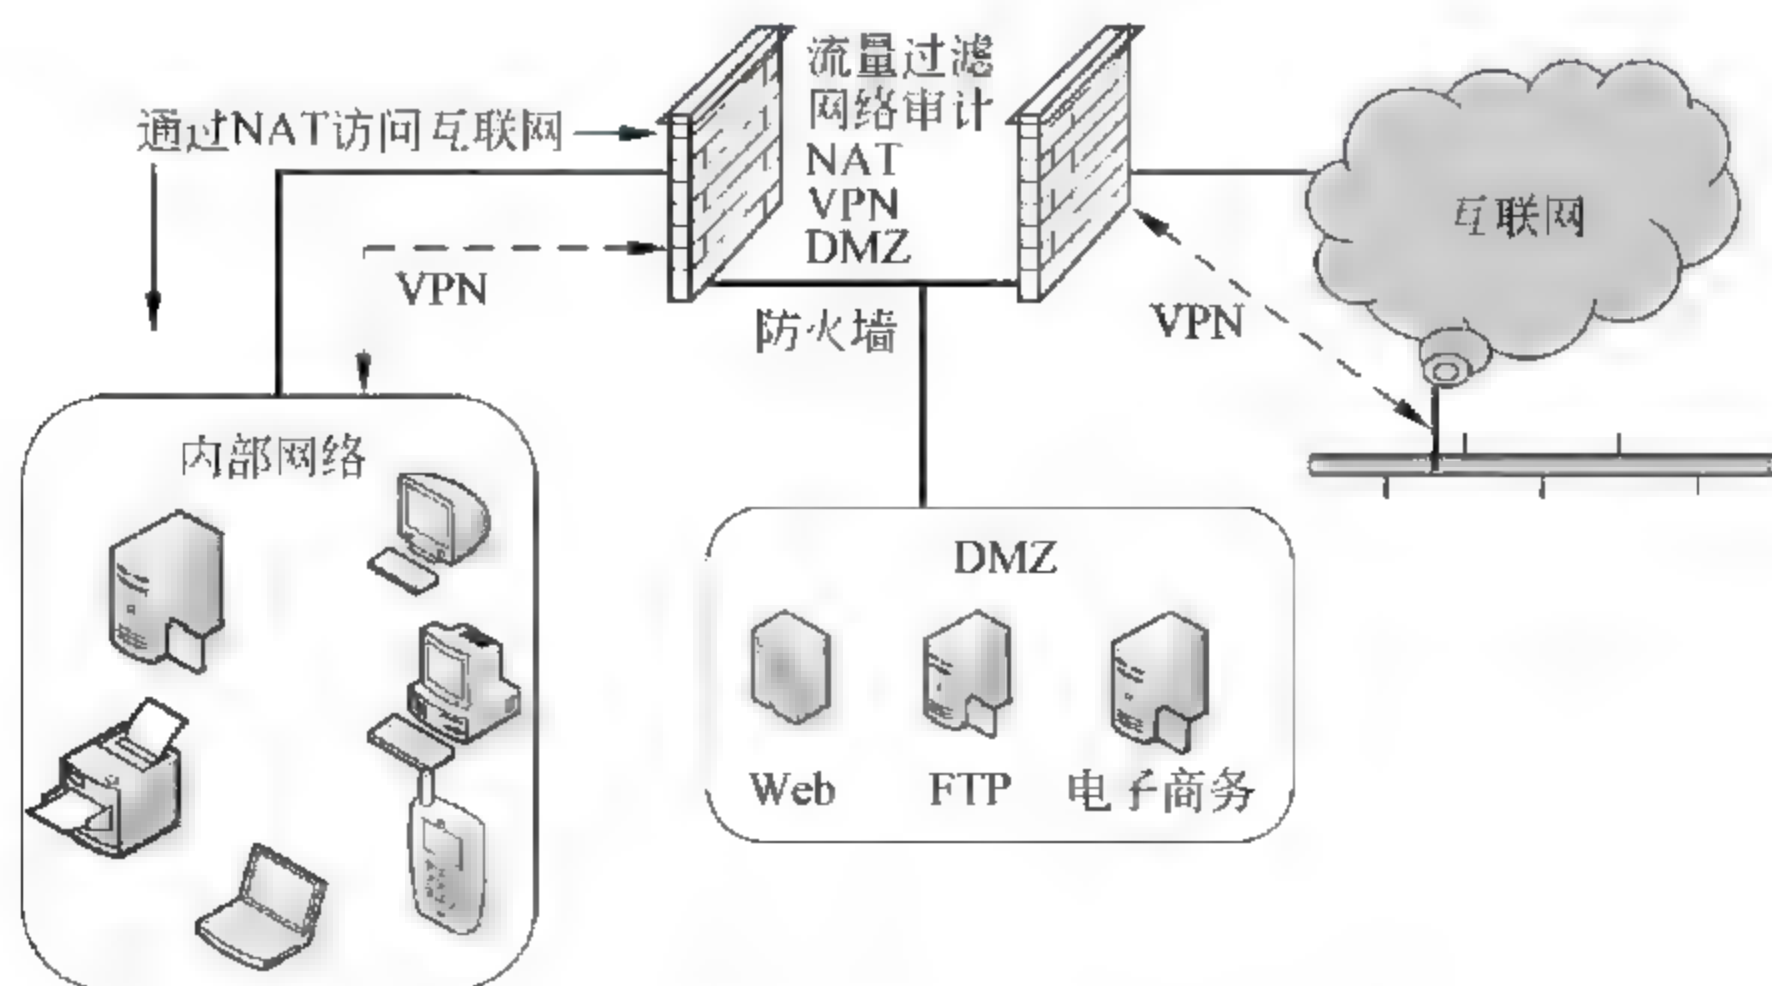 流量过滤
网络审计
NAT
VPN
DMZ
通过NAT访问互联网
互联网
VPN
VPN
防火墙
内部网络
DMZ
Web
FTP
电子商务